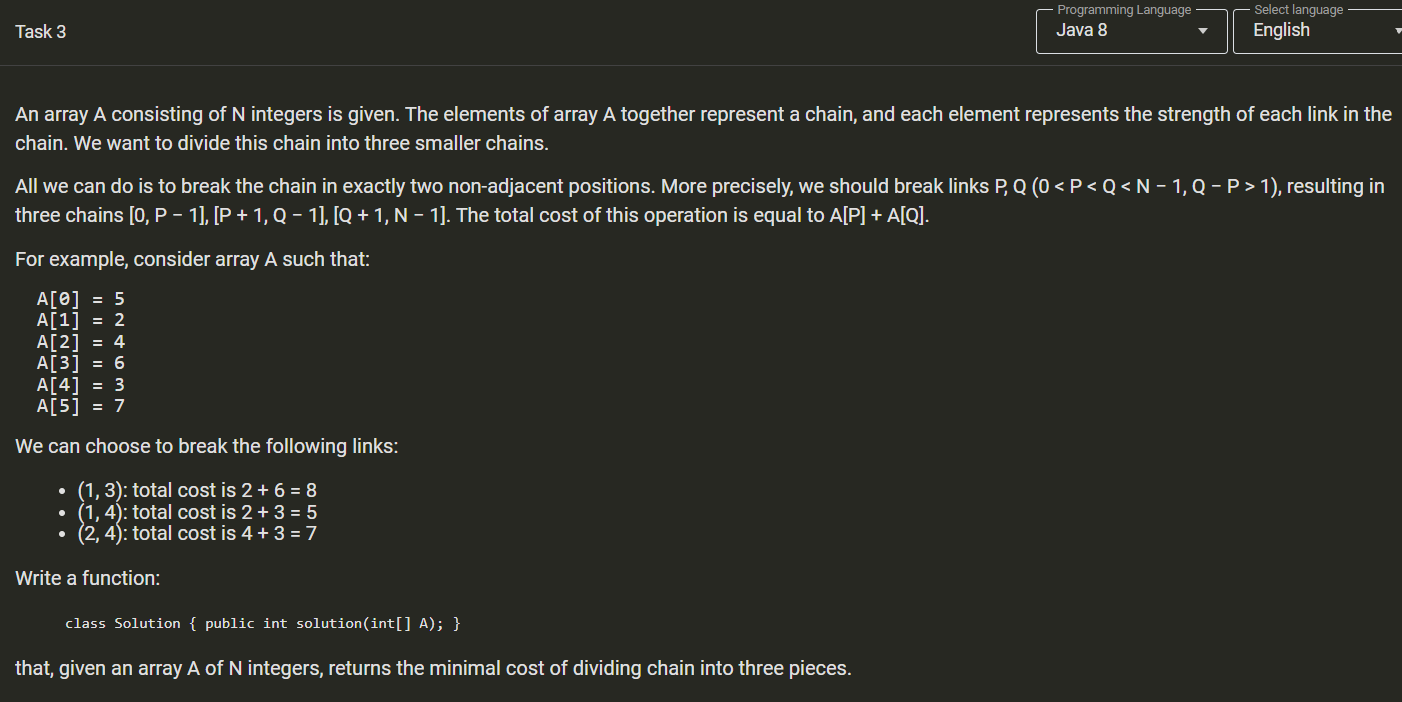 Task 3
Programming Language
Java 8
Select language
English
An array A consisting of N integers is given. The elements of array A together represent a chain, and each element represents the strength of each link in the
chain. We want to divide this chain into three smaller chains.
All we can do is to break the chain in exactly two non-adjacent positions. More precisely, we should break links P, Q (0 < P < Q < N − 1, Q − P > 1), resulting in
three chains [0, P − 1], [P + 1, Q − 1], [Q + 1, N − 1]. The total cost of this operation is equal to A[P] + A[Q].
For example, consider array A such that:
A[0] = 5
A[1] = 2
A[2] = 4
A[3] = 6
A[4] = 3
A[5] = 7
We can choose to break the following links:
• (1, 3): total cost is 2 + 6 = 8
• (1, 4): total cost is 2 + 3 = 5
• (2, 4): total cost is 4 + 3 = 7
Write a function:
class Solution { public int solution(int[] A); }
that, given an array A of N integers, returns the minimal cost of dividing chain into three pieces.